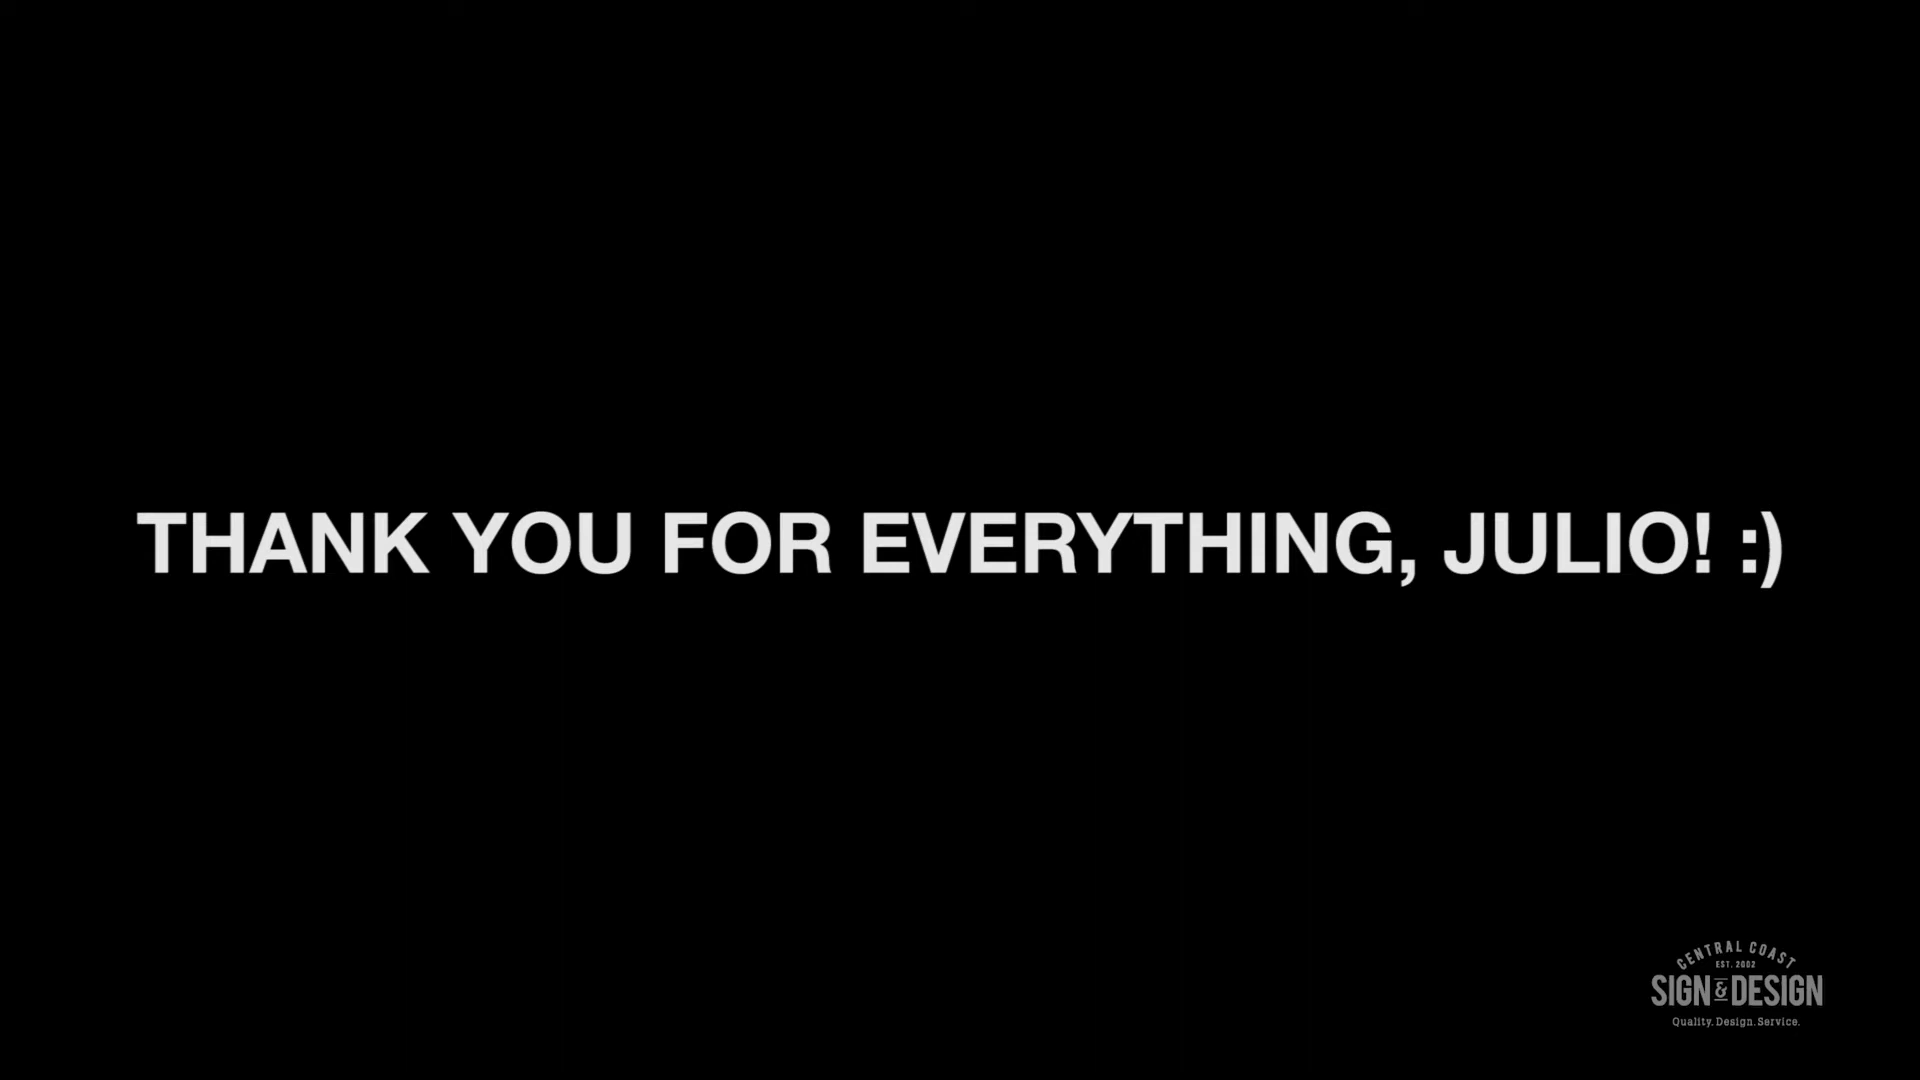 THANK YOU FOR EVERYTHING, JULIO! :)
CENTRAL COAST
EST. 2002
SIGN & DESIGN
Quality. Design. Service.